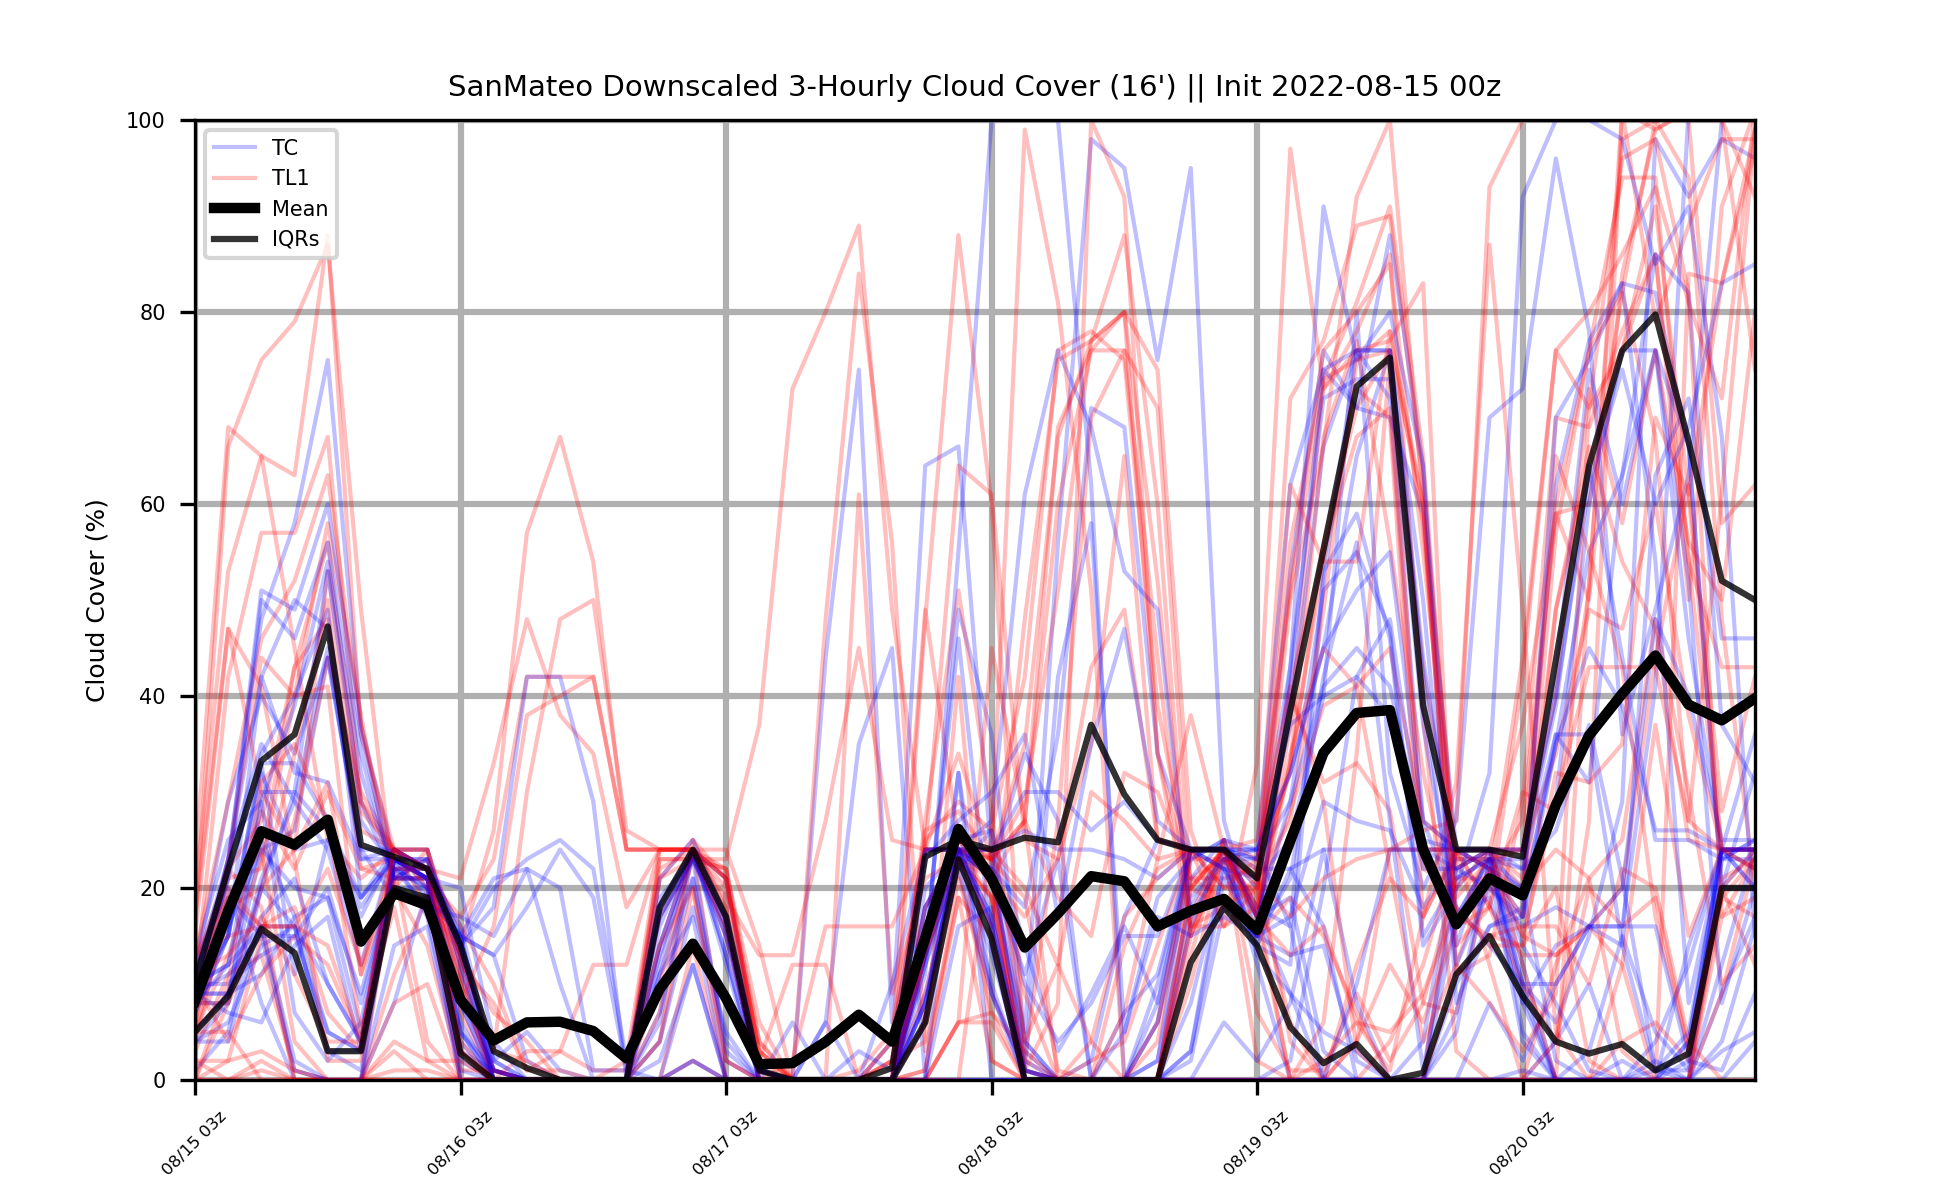 SanMateo Downscaled 3-Hourly Cloud Cover (16') || Init 2022-08-15 00z
TC
TL1
Mean
IQRs
Cloud Cover (%)
100
80
60
40
20
0
08/15 03z
08/16 03z
08/17 03z
08/18 03z
08/19 03z
08/20 03z